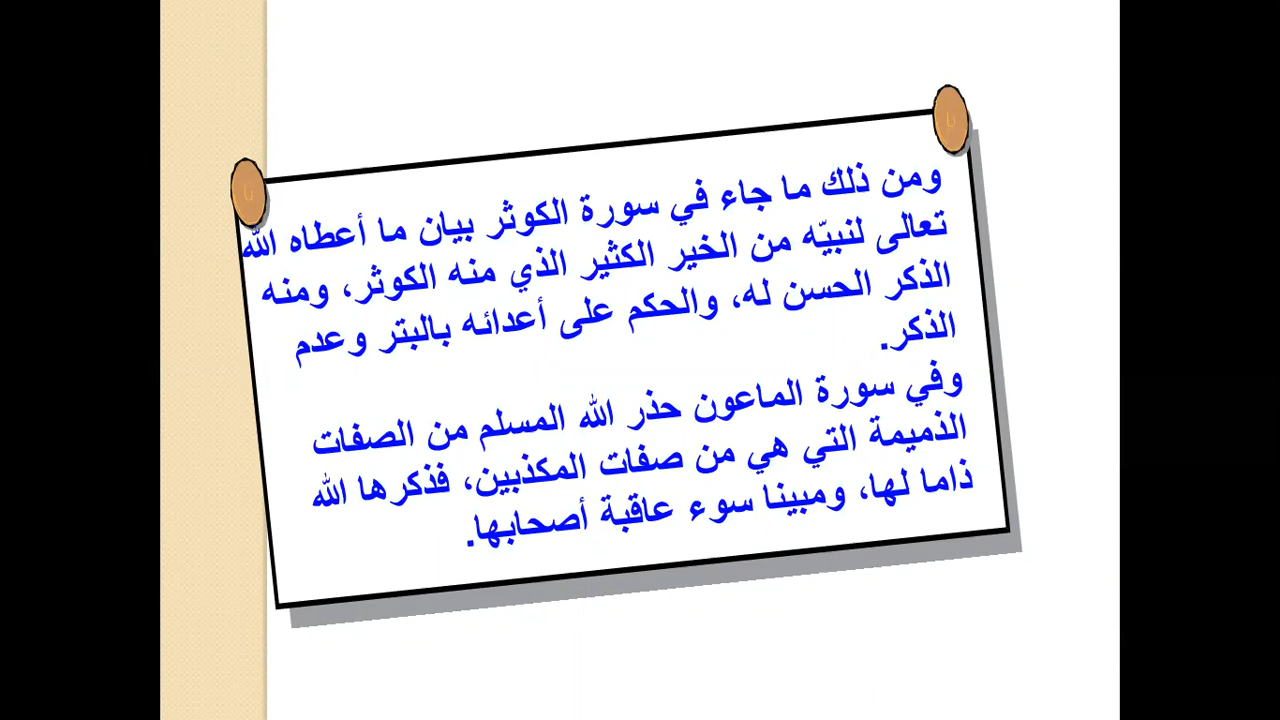 ومن ذلك ما جاء في سورة الكوثر بيان ما أعطاه الله
تعالى لنبيّه من الخير الكثير الذي منه الكوثر، ومنه
الذكر الحسن له، والحكم على أعدائه بالبتر وعدم
الذكر.
وفي سورة الماعون حذر الله المسلم من الصفات
الذميمة التي هي من صفات المكذبين، فذكرها الله
ذاما لها، ومبينا سوء عاقبة أصحابها.